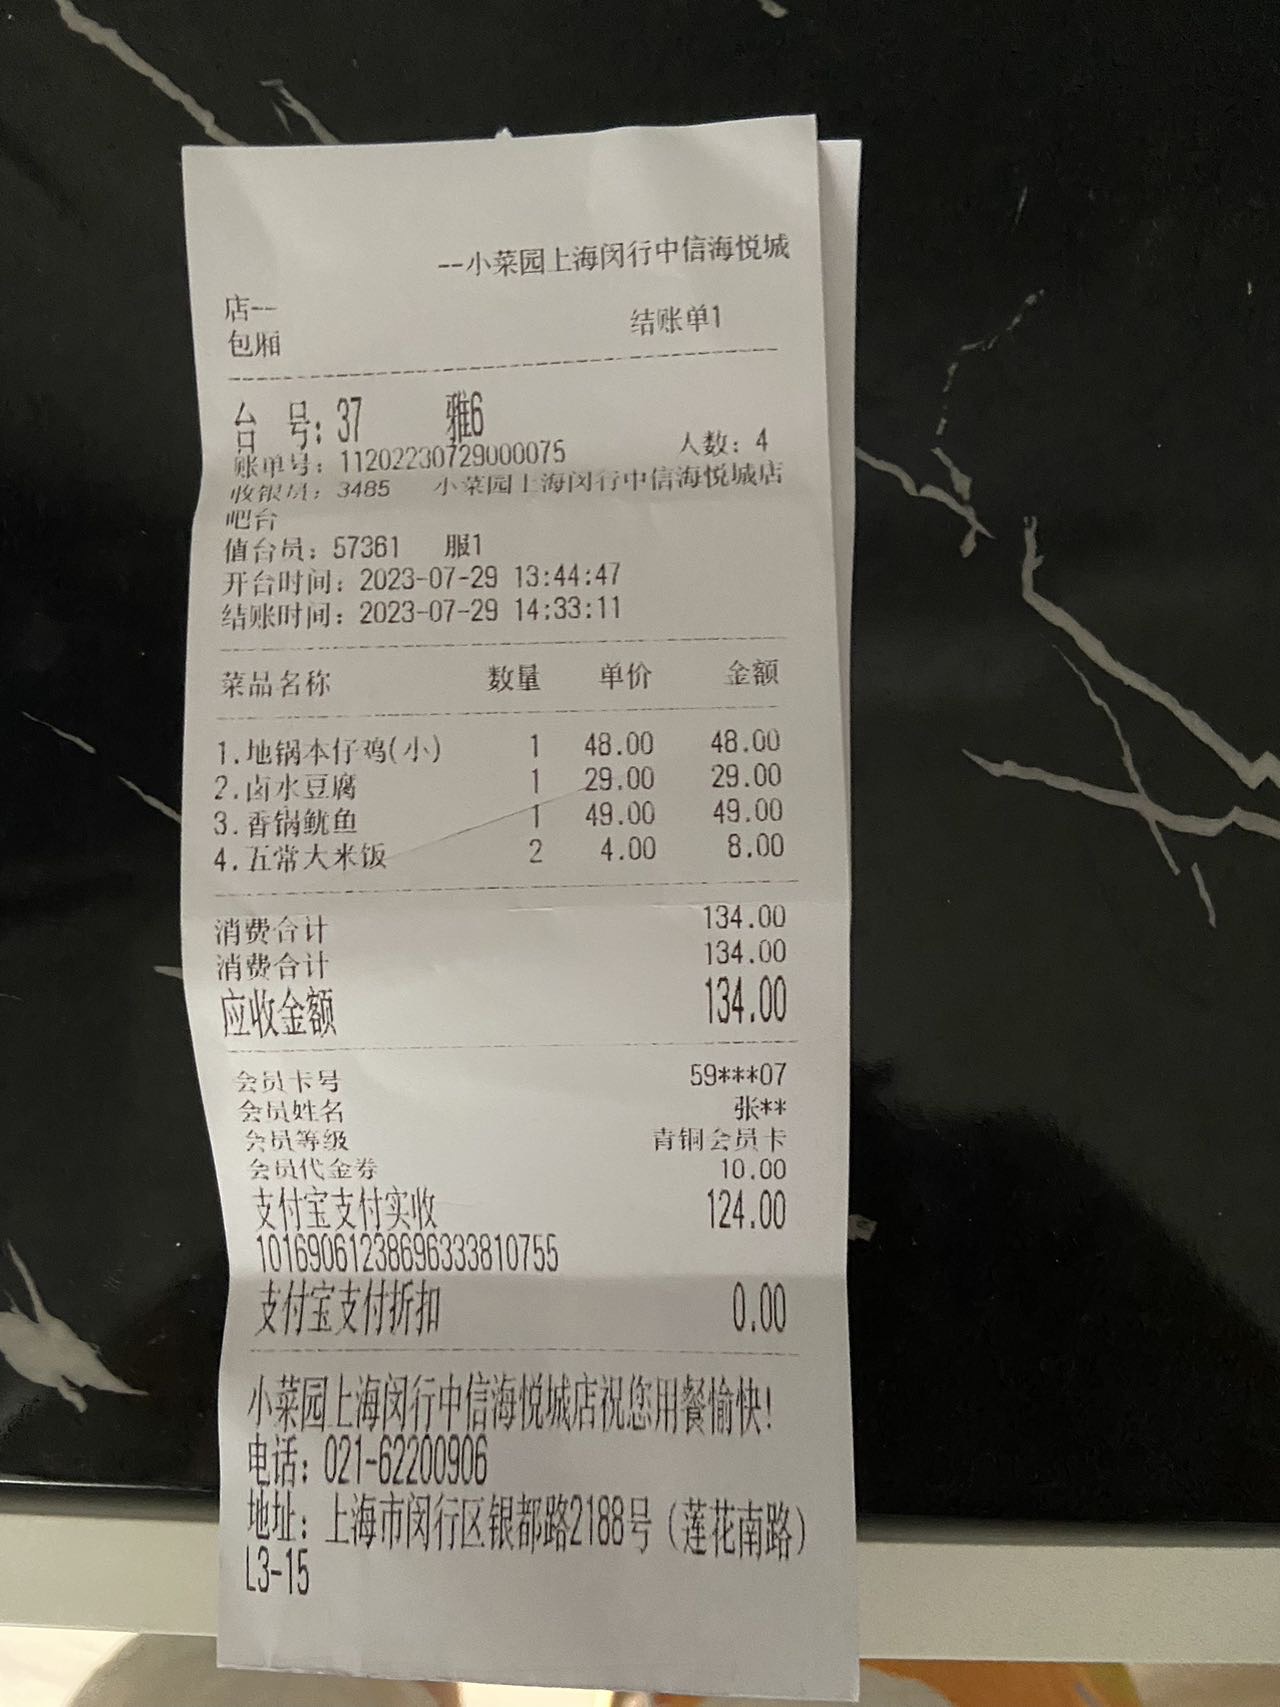 --小菜园上海闵行中信海悦城
店--
包厢 结账单1
台 号: 37 雅6
账单号: 11202230729000075 人数: 4
收银员: 3485 小菜园上海闵行中信海悦城店
吧台
值台员: 57361 服1
开台时间: 2023-07-29 13:44:47
结账时间: 2023-07-29 14:33:11
菜品名称 数量 单价 金额
1.地锅本仔鸡(小) 1 48.00 48.00
2.卤水豆腐 1 29.00 29.00
3.香锅鱿鱼 1 49.00 49.00
4.五常大米饭 2 4.00 8.00
消费合计 134.00
消费合计 134.00
应收金额 134.00
会员卡号 59***07
会员姓名 张**
会员等级 青铜会员卡
会员代金券 10.00
支付宝支付实收 124.00
1016906123869633381​0755
支付宝支付折扣 0.00
小菜园上海闵行中信海悦城店祝您用餐愉快!
电话: 021-62200906
地址: 上海市闵行区银都路2188号（莲花南路）
L3-15